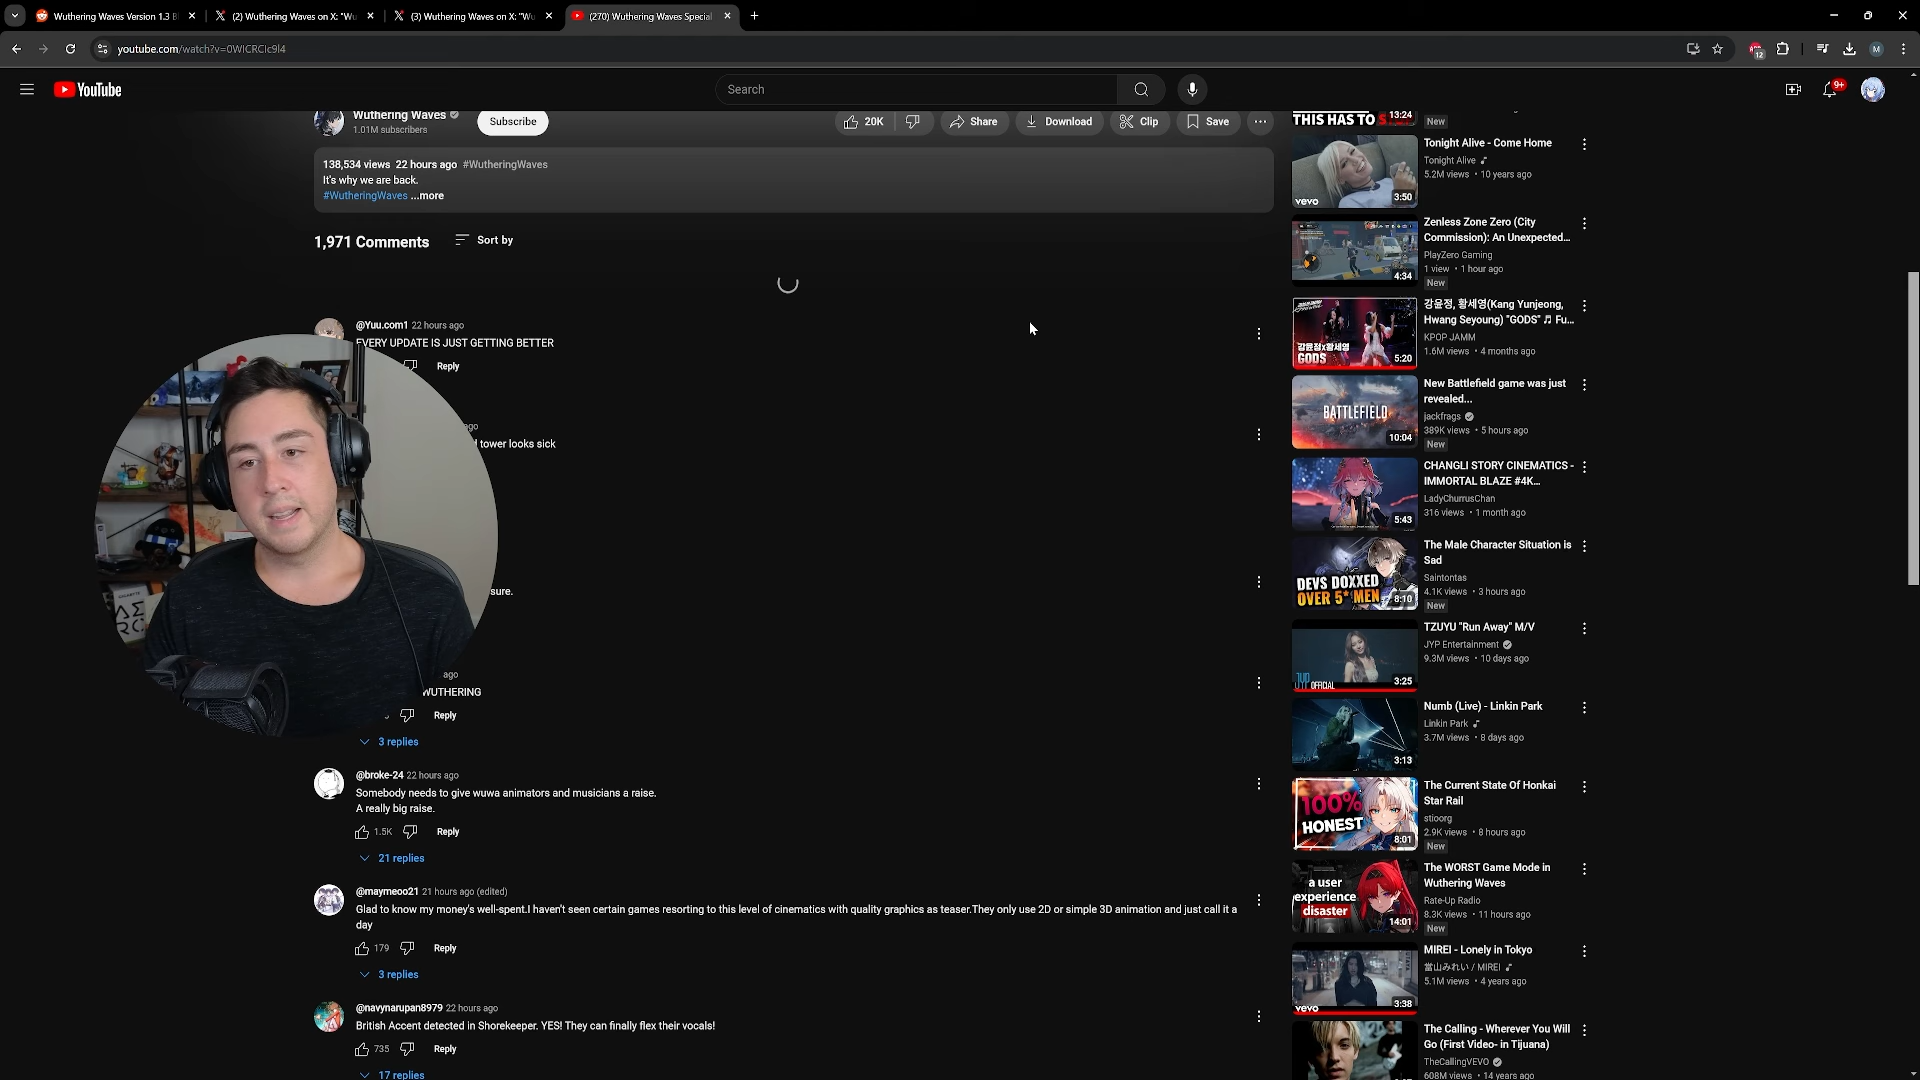 Wuthering Waves Version 1.3 B
(2) Wuthering Waves on X: "Wu
(3) Wuthering Waves on X: "Wu
(270) Wuthering Waves Special
youtube.com/watch?v=0WlCRClc9l4
12
M
YouTube
Search
9+
Wuthering Waves
1.01M subscribers
Subscribe
20K
Share
Download
Clip
Save
138,534 views 22 hours ago #WutheringWaves
It's why we are back.
#WutheringWaves ...more
1,971 Comments
Sort by
@Yuu.com1 22 hours ago
EVERY UPDATE IS JUST GETTING BETTER
Reply
ago
tower looks sick
sure.
ago
WUTHERING
Reply
3 replies
@broke-24 22 hours ago
Somebody needs to give wuwa animators and musicians a raise.
A really big raise.
1.5K
Reply
21 replies
@maymeoo21 21 hours ago (edited)
Glad to know my money's well-spent.I haven't seen certain games resorting to this level of cinematics with quality graphics as teaser.They only use 2D or simple 3D animation and just call it a
day
179
Reply
3 replies
@navynarupan8979 22 hours ago
British Accent detected in Shorekeeper. YES! They can finally flex their vocals!
735
Reply
17 replies
THIS HAS TO
13:24
New
Tonight Alive - Come Home
Tonight Alive
5.2M views • 10 years ago
vevo
3:50
Zenless Zone Zero (City
Commission): An Unexpected...
PlayZero Gaming
1 view • 1 hour ago
New
4:34
강윤정, 황세영(Kang Yunjeong,
Hwang Seyoung) "GODS" ♬ Fu...
KPOP JAMM
1.6M views • 4 months ago
강윤정x황세영
GODS
5:20
New Battlefield game was just
revealed...
jackfrags
389K views • 5 hours ago
New
BATTLEFIELD
10:04
CHANGLI STORY CINEMATICS -
IMMORTAL BLAZE #4K...
LadyChurrusChan
316 views • 1 month ago
5:43
The Male Character Situation is
Sad
Saintontas
4.1K views • 3 hours ago
New
DEVS DOXXED
OVER 5* MEN
8:10
TZUYU "Run Away" M/V
JYP Entertainment
9.3M views • 10 days ago
JYP OFFICIAL
3:25
Numb (Live) - Linkin Park
Linkin Park
3.7M views • 8 days ago
3:13
The Current State Of Honkai
Star Rail
stioorg
2.9K views • 8 hours ago
New
100%
HONEST
8:01
The WORST Game Mode in
Wuthering Waves
Rate-Up Radio
8.3K views • 11 hours ago
New
a user
experience
disaster
14:01
MIREI - Lonely in Tokyo
當山みれい / MIREI
5.1M views • 4 years ago
vevo
3:38
The Calling - Wherever You Will
Go (First Video- in Tijuana)
TheCallingVEVO
608M views • 14 years ago